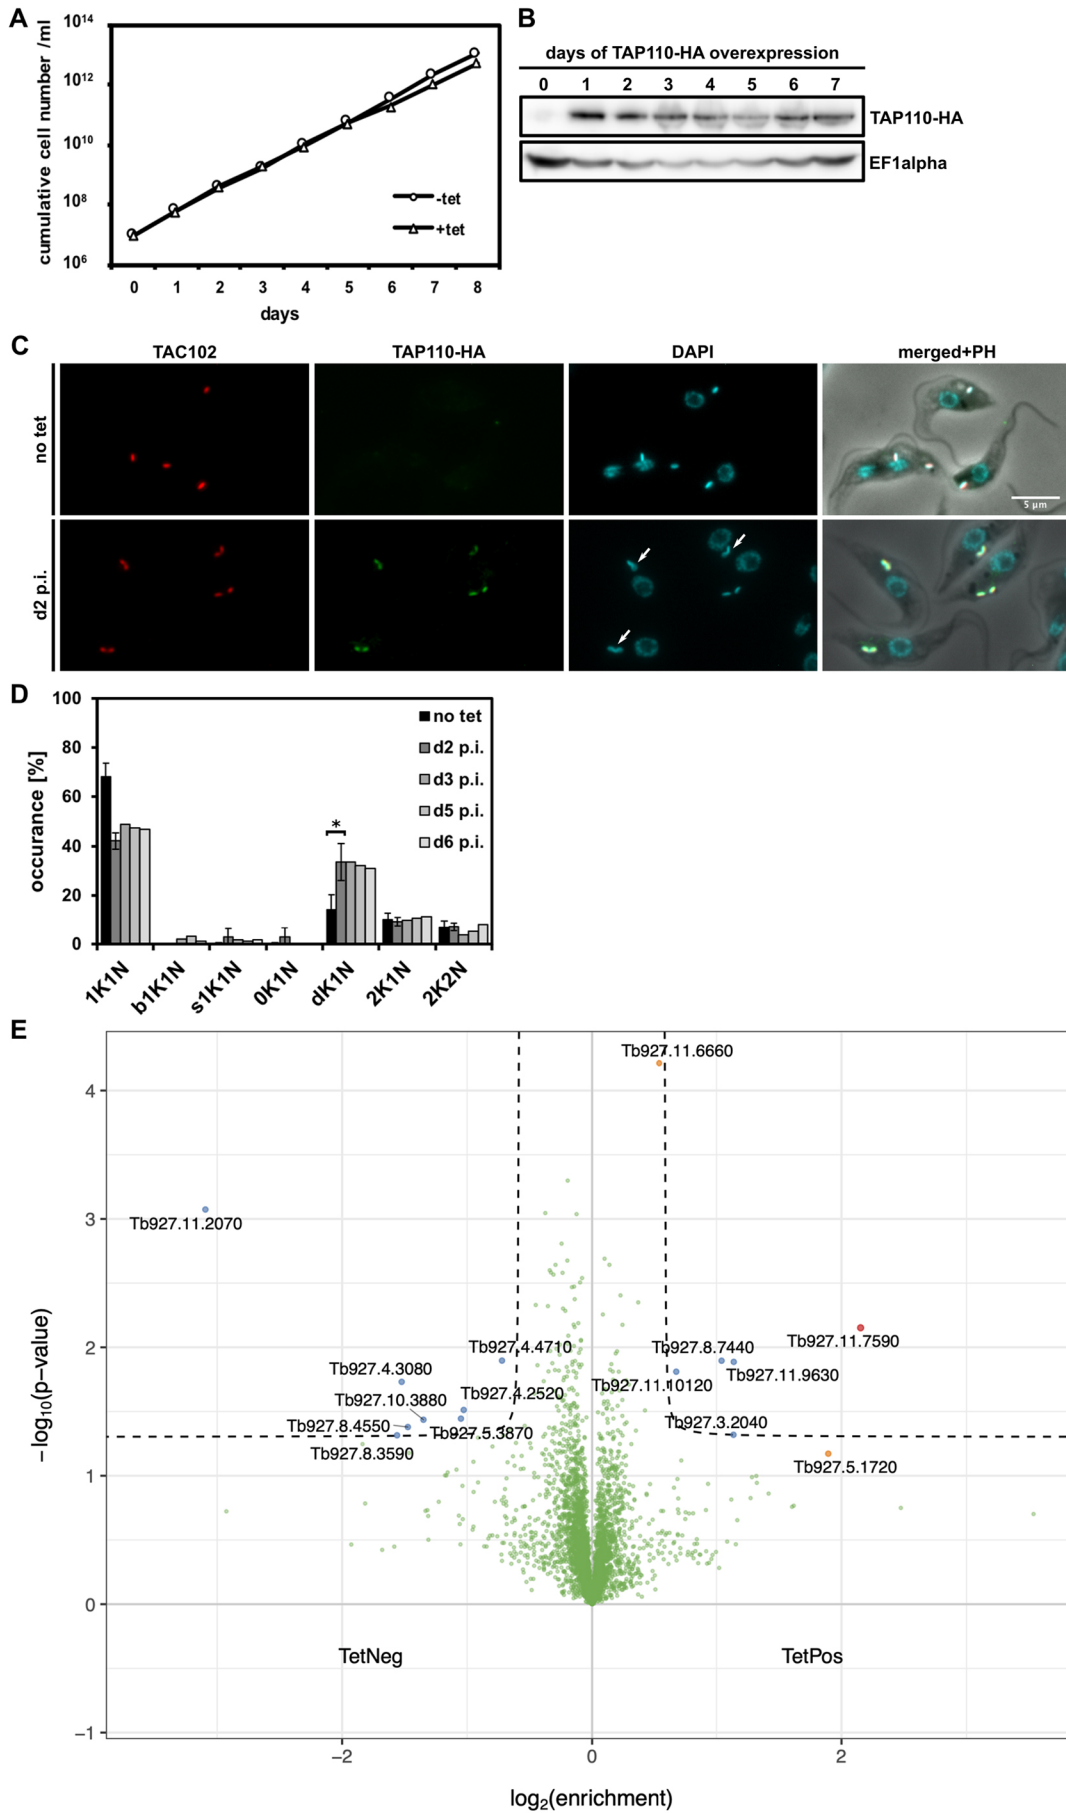 A
cumulative cell number /ml
10¹⁴
10¹²
10¹⁰
10⁸
10⁶
-tet
+tet
0 1 2 3 4 5 6 7 8
days
B
days of TAP110-HA overexpression
0 1 2 3 4 5 6 7
TAP110-HA
EF1alpha
C
TAC102 TAP110-HA DAPI merged+PH
no tet
5 µm
d2 p.i.
D
occurance [%]
100
80
60
40
20
0
no tet
d2 p.i.
d3 p.i.
d5 p.i.
d6 p.i.
*
1K1N b1K1N s1K1N 0K1N dK1N 2K1N 2K2N
E
−log₁₀(p−value)
4
3
2
1
0
−1
Tb927.11.6660
Tb927.11.2070
Tb927.11.7590
Tb927.4.4710
Tb927.8.7440
Tb927.4.3080
Tb927.11.9630
Tb927.11.10120
Tb927.4.2520
Tb927.10.3880
Tb927.3.2040
Tb927.8.4550
Tb927.5.3870
Tb927.8.3590
Tb927.5.1720
TetNeg TetPos
−2 0 2
log₂(enrichment)